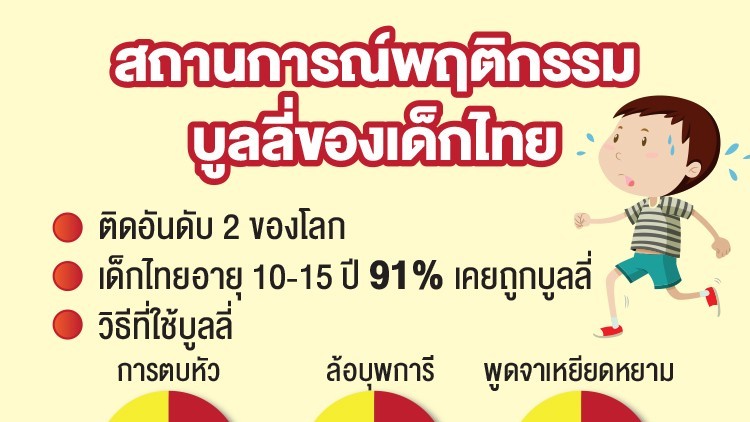 สถานการณ์พฤติกรรม
บูลลี่ของเด็กไทย
ติดอันดับ 2 ของโลก
เด็กไทยอายุ 10-15 ปี 91% เคยถูกบูลลี่
วิธีที่ใช้บูลลี่
การตบหัว ล้อบุพการี พูดจาเหยียดหยาม